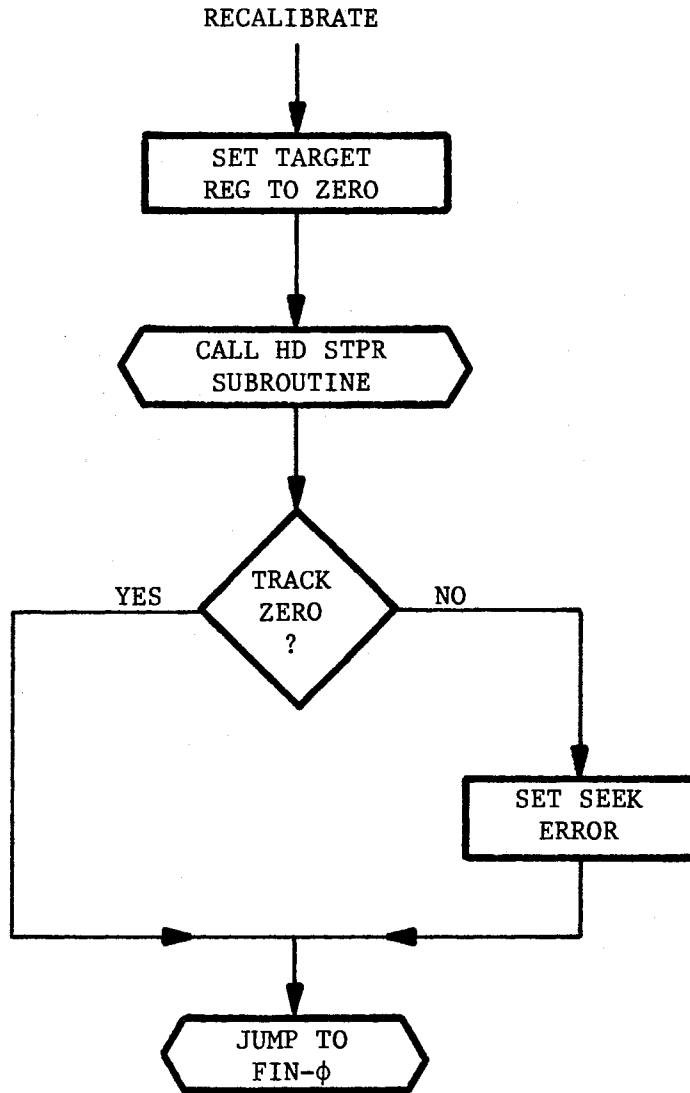 RECALIBRATE
SET TARGET
REG TO ZERO
CALL HD STPR
SUBROUTINE
TRACK
ZERO
?
YES
NO
SET SEEK
ERROR
JUMP TO
FIN-ϕ